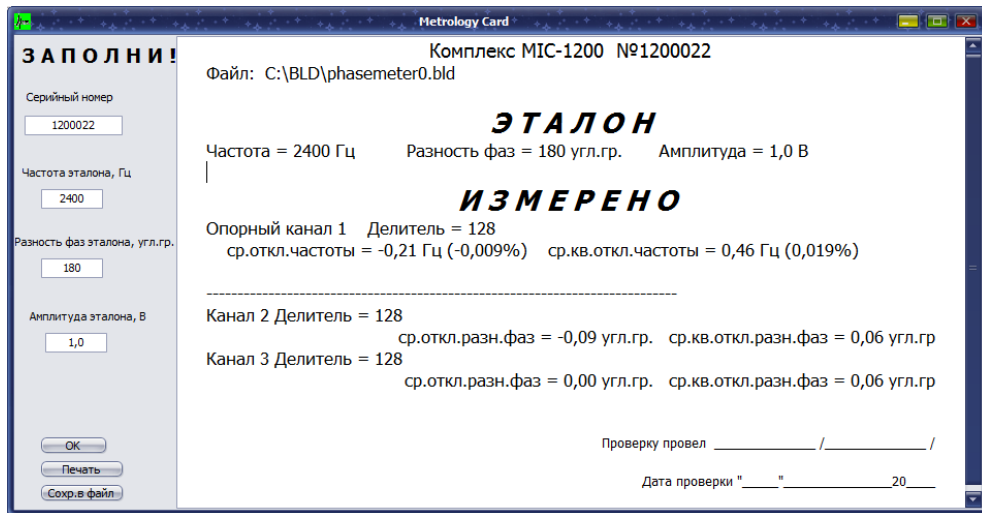 Metrology Card
З А П О Л Н И !
Серийный номер
1200022
Частота эталона, Гц
2400
Разность фаз эталона, угл.гр.
180
Амплитуда эталона, В
1,0
OK
Печать
Сохр.в файл
Комплекс MIC-1200 №1200022
Файл: C:\BLD\phasemeter0.bld
Э Т А Л О Н
Частота = 2400 Гц Разность фаз = 180 угл.гр. Амплитуда = 1,0 В
И З М Е Р Е Н О
Опорный канал 1 Делитель = 128
ср.откл.частоты = -0,21 Гц (-0,009%) ср.кв.откл.частоты = 0,46 Гц (0,019%)
---------------------------------------------------------------------------
Канал 2 Делитель = 128
ср.откл.разн.фаз = -0,09 угл.гр. ср.кв.откл.разн.фаз = 0,06 угл.гр
Канал 3 Делитель = 128
ср.откл.разн.фаз = 0,00 угл.гр. ср.кв.откл.разн.фаз = 0,06 угл.гр
Проверку провел ______________ /______________ /
Дата проверки "_____" _______________20____